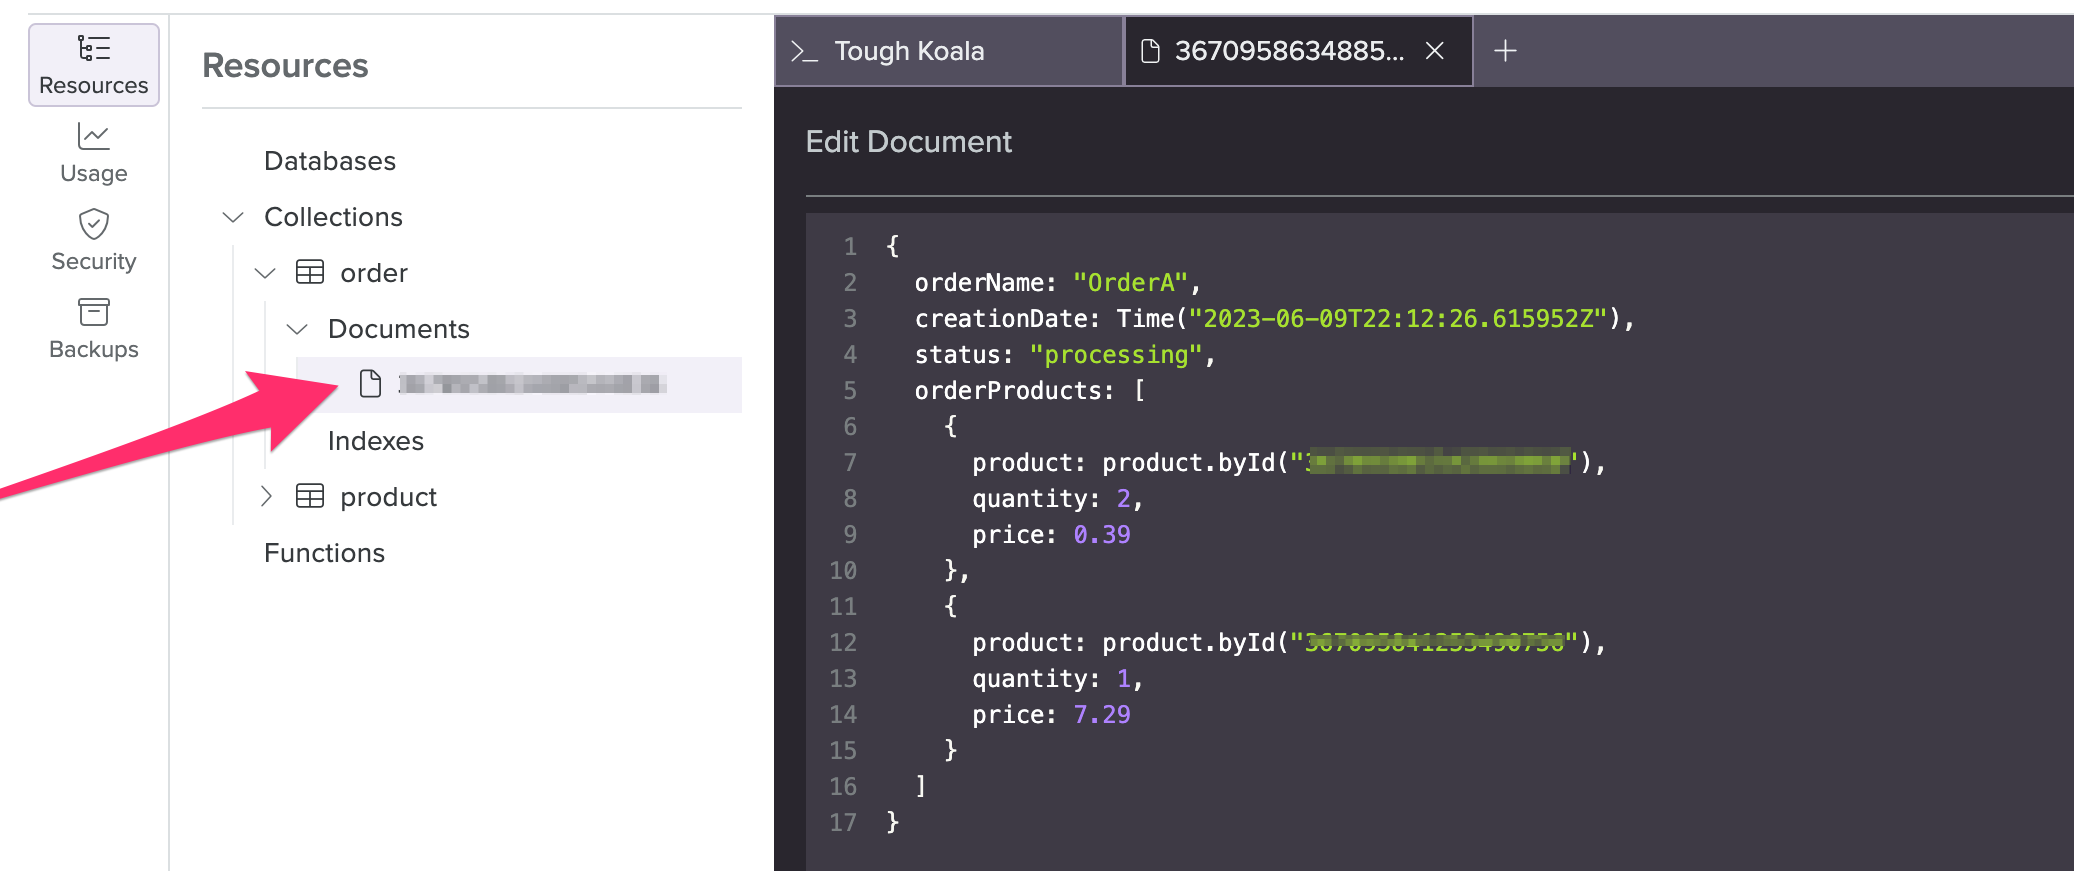 Resources
Usage
Security
Backups
Resources
Databases
Collections
order
Documents
Indexes
product
Functions
>_ Tough Koala
3670958634885... ×
+
Edit Document
1 {
2 orderName: "OrderA",
3 creationDate: Time("2023-06-09T22:12:26.615952Z"),
4 status: "processing",
5 orderProducts: [
6 {
7 product: product.byId("
"),
8 quantity: 2,
9 price: 0.39
10 },
11 {
12 product: product.byId("
"),
13 quantity: 1,
14 price: 7.29
15 }
16 ]
17 }